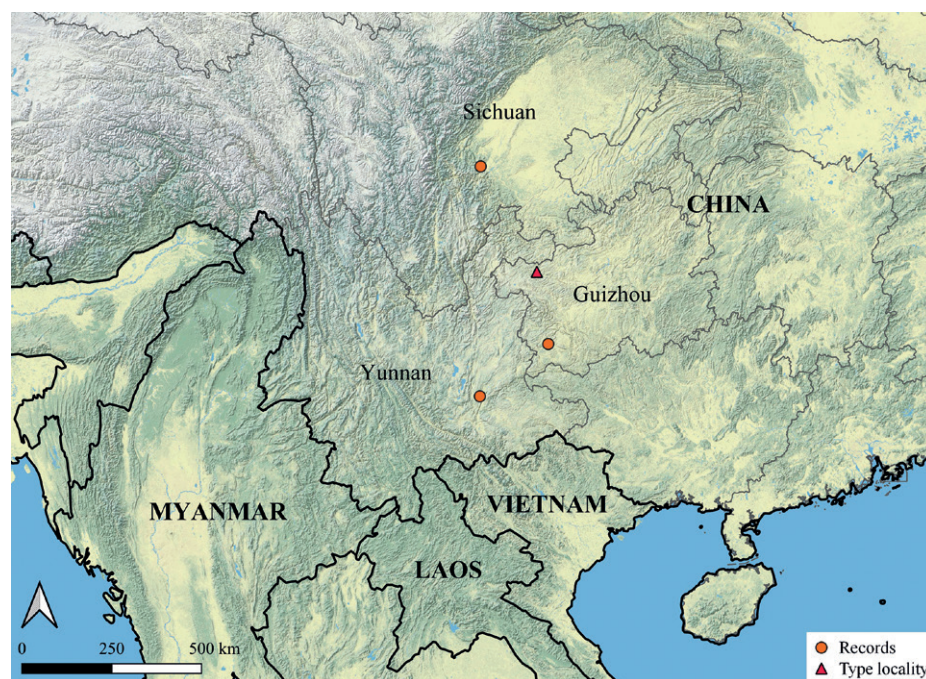 Sichuan
CHINA
Guizhou
Yunnan
VIETNAM
MYANMAR
LAOS
0 250 500 km
Records
Type locality